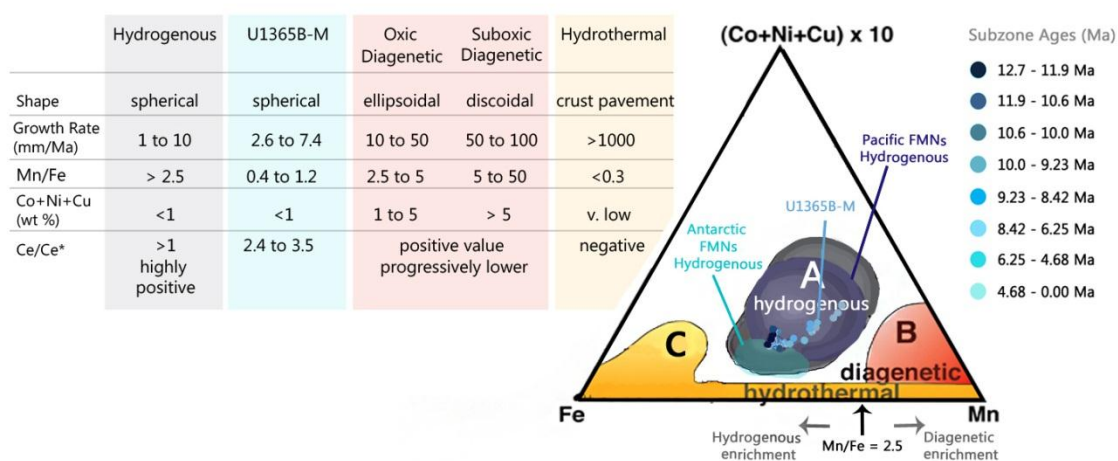 Hydrogenous U1365B-M Oxic Diagenetic Suboxic Diagenetic Hydrothermal
Shape spherical spherical ellipsoidal discoidal crust pavement
Growth Rate (mm/Ma) 1 to 10 2.6 to 7.4 10 to 50 50 to 100 >1000
Mn/Fe > 2.5 0.4 to 1.2 2.5 to 5 5 to 50 <0.3
Co+Ni+Cu (wt %) <1 <1 1 to 5 > 5 v. low
Ce/Ce* >1 highly positive 2.4 to 3.5 positive value progressively lower negative
(Co+Ni+Cu) x 10
Pacific FMNs
Hydrogenous
U1365B-M
Antarctic
FMNs
Hydrogenous
A
hydrogenous
B
diagenetic
C
hydrothermal
Fe
Mn
Hydrogenous
enrichment
Mn/Fe = 2.5
Diagenetic
enrichment
Subzone Ages (Ma)
12.7 - 11.9 Ma
11.9 - 10.6 Ma
10.6 - 10.0 Ma
10.0 - 9.23 Ma
9.23 - 8.42 Ma
8.42 - 6.25 Ma
6.25 - 4.68 Ma
4.68 - 0.00 Ma